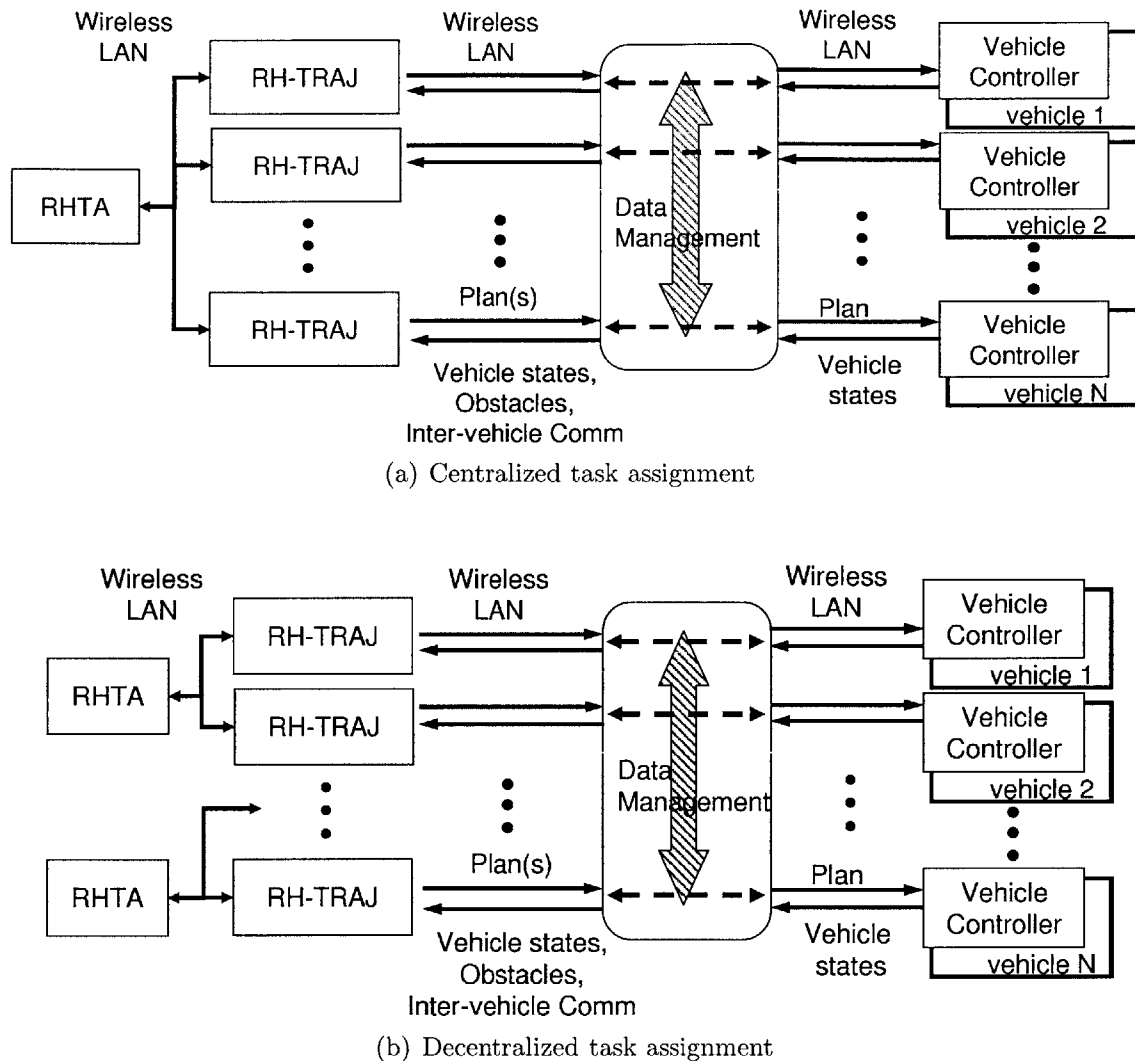 Wireless
LAN
Wireless
LAN
Wireless
LAN
RH-TRAJ
Vehicle
Controller
vehicle 1
RH-TRAJ
Vehicle
Controller
vehicle 2
RHTA
Data
Management
Plan(s)
Plan
RH-TRAJ
Vehicle
Controller
vehicle N
Vehicle states,
Obstacles,
Inter-vehicle Comm
Vehicle
states
(a) Centralized task assignment
Wireless
LAN
Wireless
LAN
Wireless
LAN
RH-TRAJ
Vehicle
Controller
vehicle 1
RHTA
RH-TRAJ
Vehicle
Controller
vehicle 2
Data
Management
Plan(s)
Plan
RHTA
RH-TRAJ
Vehicle
Controller
vehicle N
Vehicle states,
Obstacles,
Inter-vehicle Comm
Vehicle
states
(b) Decentralized task assignment